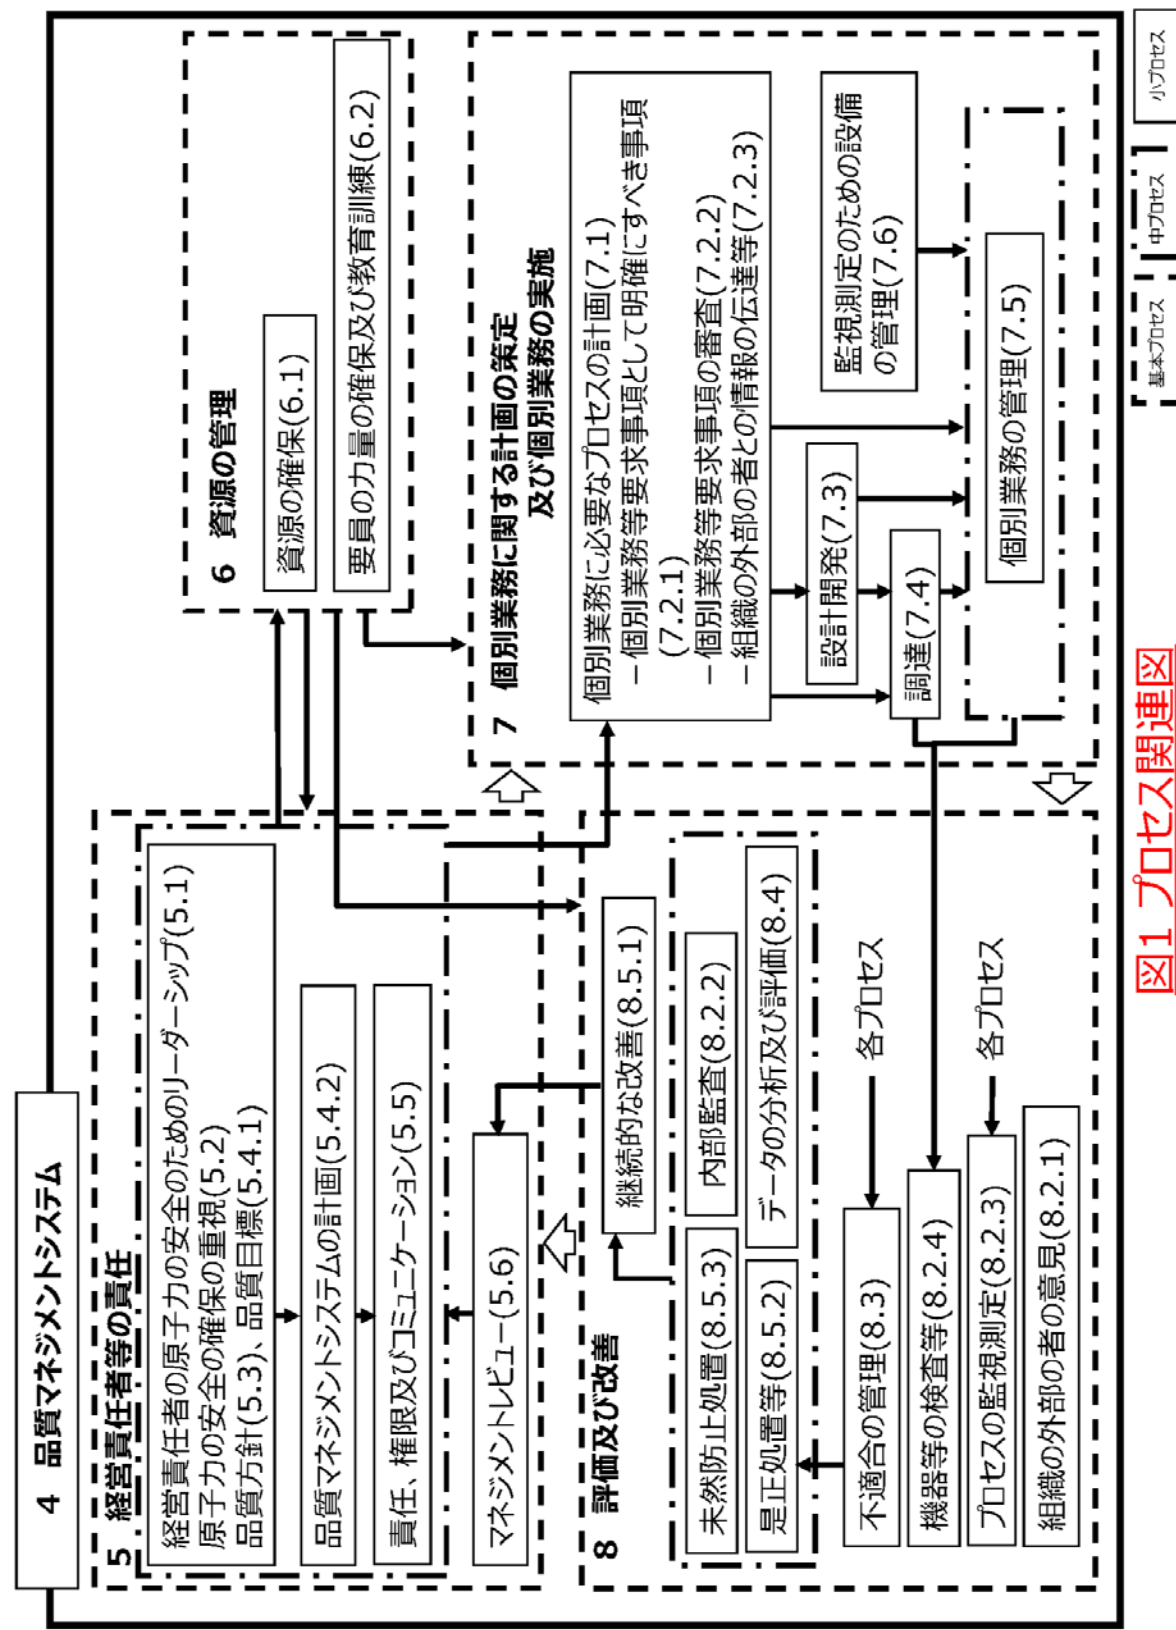 4 品質マネジメントシステム
5 経営責任者等の責任
経営責任者の原子力の安全のためのリーダーシップ(5.1)
原子力の安全の確保の重視(5.2)
品質方針(5.3)、品質目標(5.4.1)
品質マネジメントシステムの計画(5.4.2)
責任、権限及びコミュニケーション(5.5)
マネジメントレビュー(5.6)
6 資源の管理
資源の確保(6.1)
要員の力量の確保及び教育訓練(6.2)
7 個別業務に関する計画の策定
及び個別業務の実施
個別業務に必要なプロセスの計画(7.1)
－個別業務等要求事項として明確にすべき事項
(7.2.1)
－個別業務等要求事項の審査(7.2.2)
－組織の外部の者との情報の伝達等(7.2.3)
設計開発(7.3)
調達(7.4)
監視測定のための設備
の管理(7.6)
個別業務の管理(7.5)
8 評価及び改善
継続的な改善(8.5.1)
未然防止処置(8.5.3)
内部監査(8.2.2)
是正処置等(8.5.2)
データの分析及び評価(8.4)
不適合の管理(8.3)
各プロセス
機器等の検査等(8.2.4)
プロセスの監視測定(8.2.3)
各プロセス
組織の外部の者の意見(8.2.1)
基本プロセス
中プロセス
小プロセス
図1 プロセス関連図